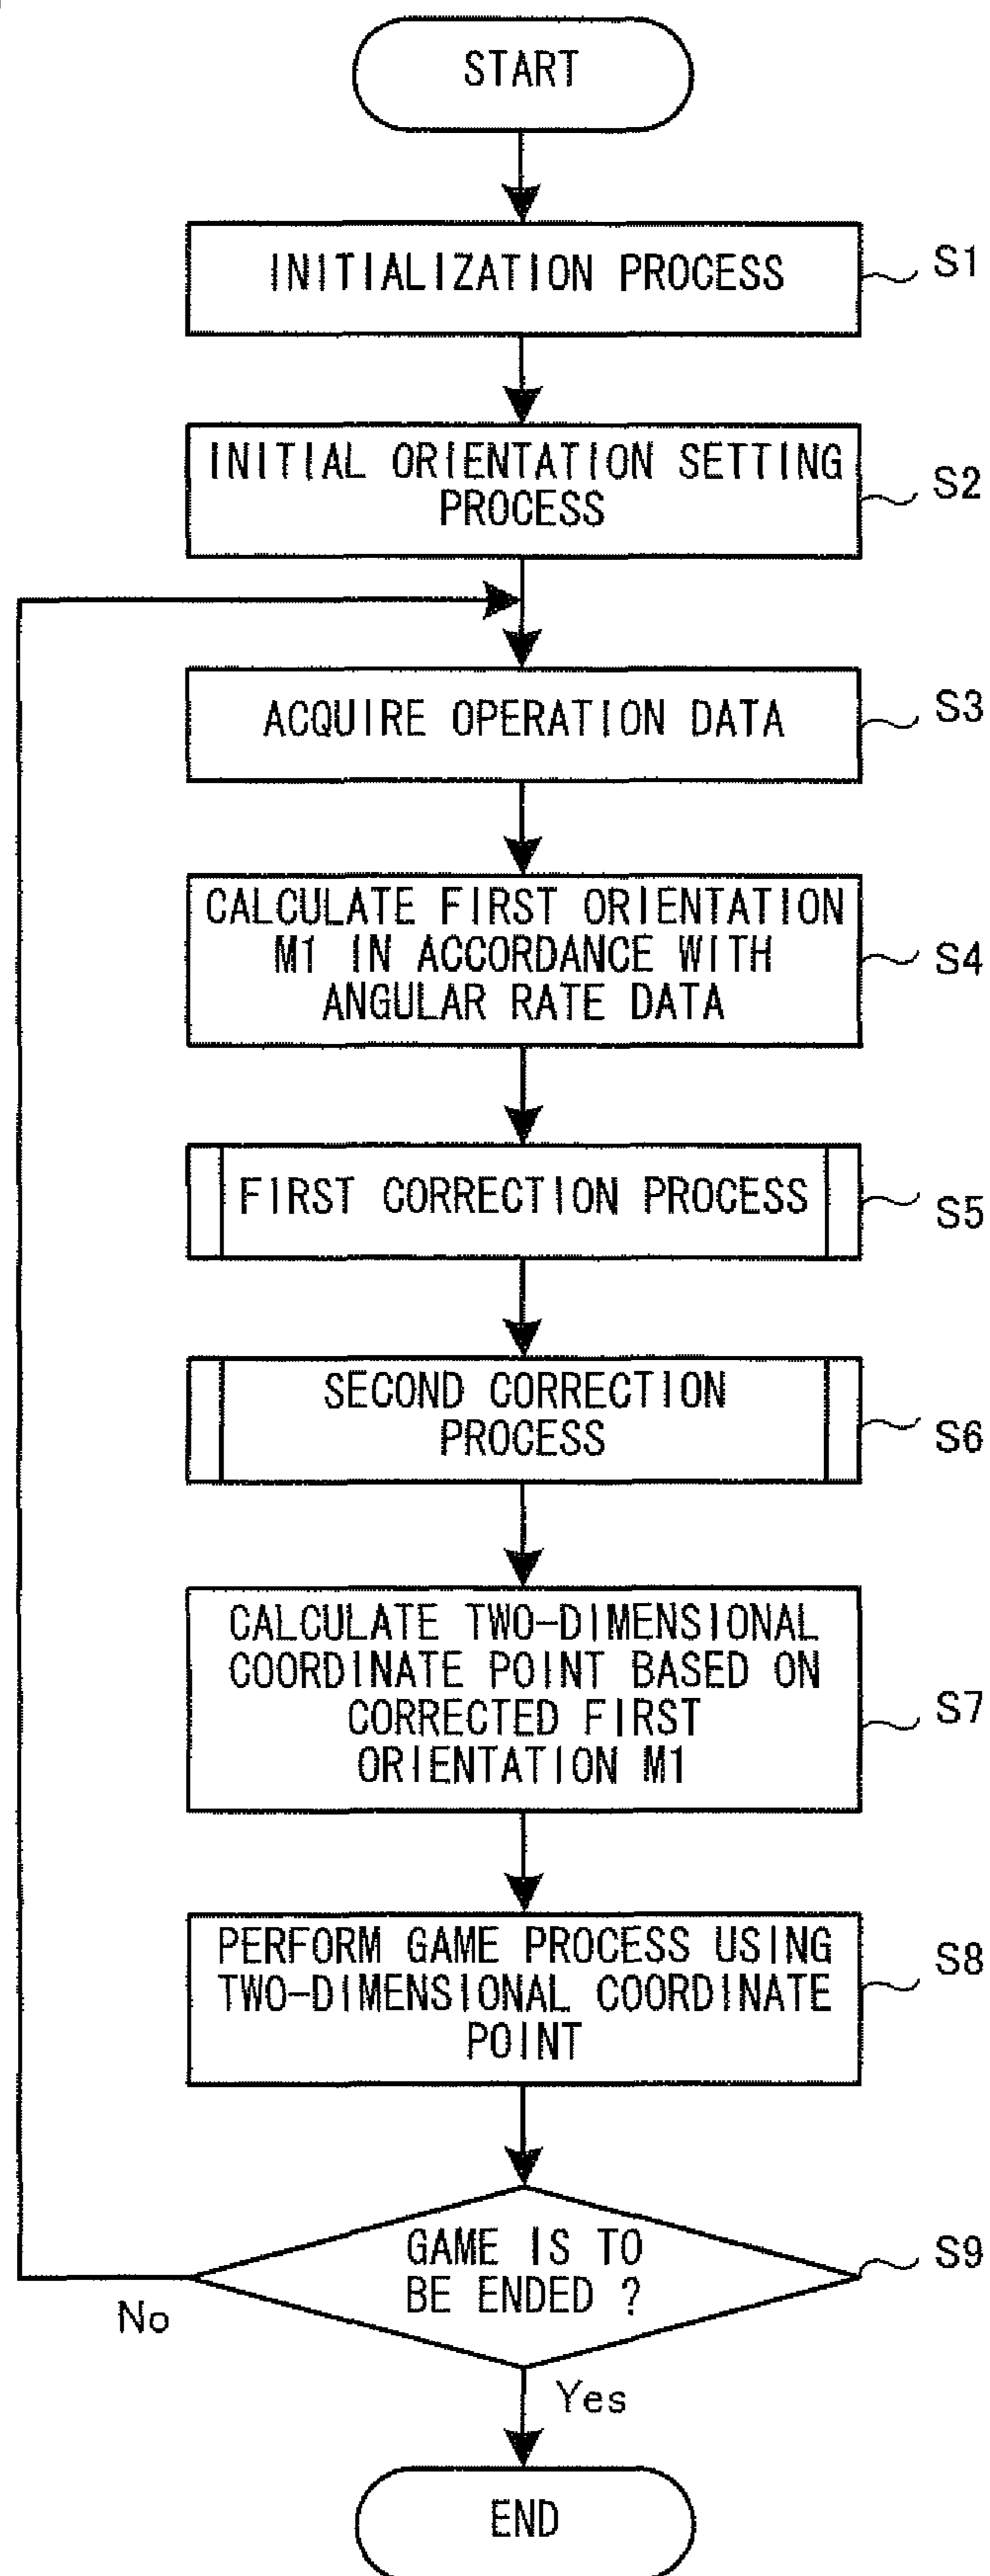 START
INITIALIZATION PROCESS
S1
INITIAL ORIENTATION SETTING
PROCESS
S2
ACQUIRE OPERATION DATA
S3
CALCULATE FIRST ORIENTATION
M1 IN ACCORDANCE WITH
ANGULAR RATE DATA
S4
FIRST CORRECTION PROCESS
S5
SECOND CORRECTION
PROCESS
S6
CALCULATE TWO-DIMENSIONAL
COORDINATE POINT BASED ON
CORRECTED FIRST
ORIENTATION M1
S7
PERFORM GAME PROCESS USING
TWO-DIMENSIONAL COORDINATE
POINT
S8
GAME IS TO
BE ENDED ?
S9
No
Yes
END